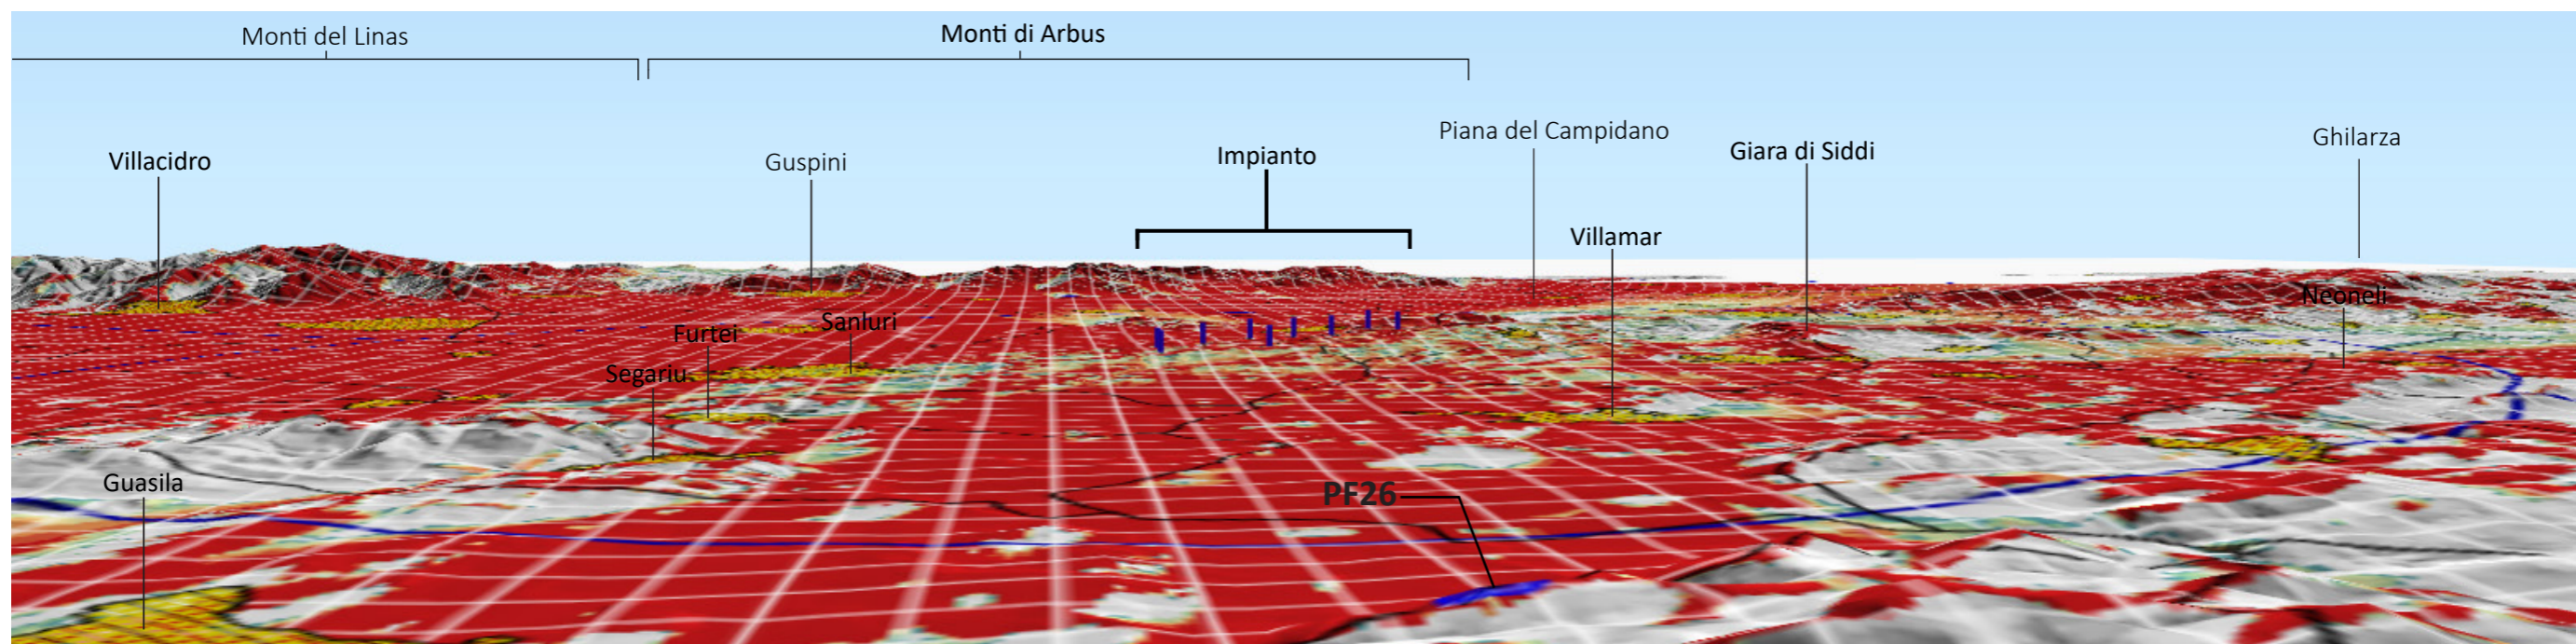 Monti del Linas
Monti di Arbus
Piana del Campidano
Ghilarza
Villacidro
Guspini
Impianto
Giara di Siddi
Villamar
Neoneli
Furtei
Sanluri
Segariu
Guasila
PF26